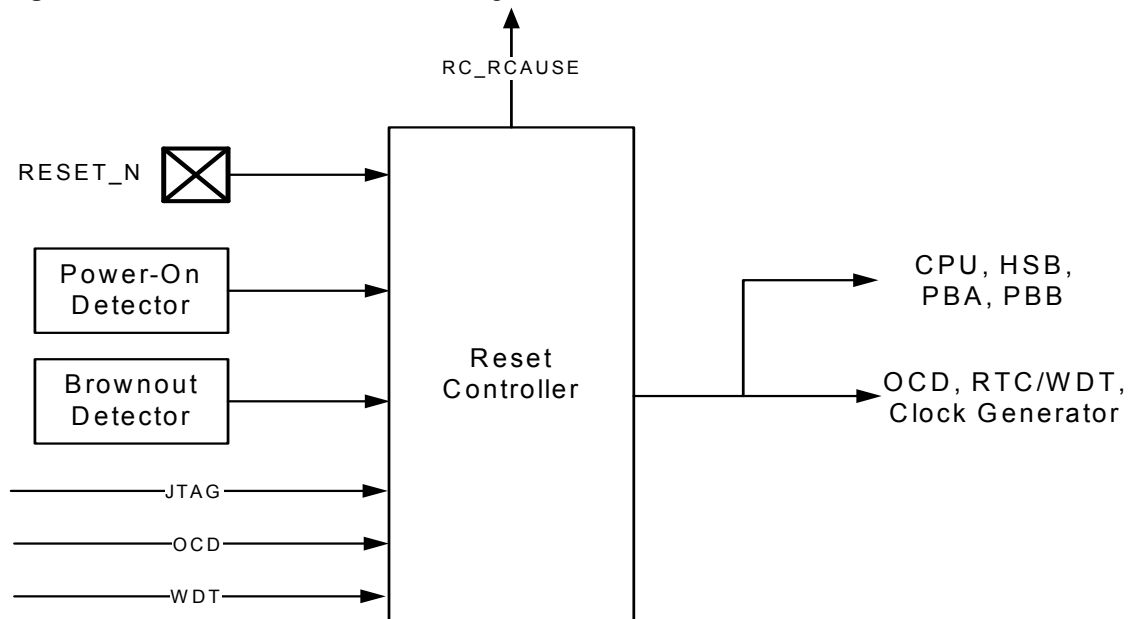 RC_RCAUSE
RESET_N
Power-On
Detector
CPU, HSB,
PBA, PBB
Brownout
Detector
Reset
Controller
OCD, RTC/WDT,
Clock Generator
JTAG
OCD
WDT